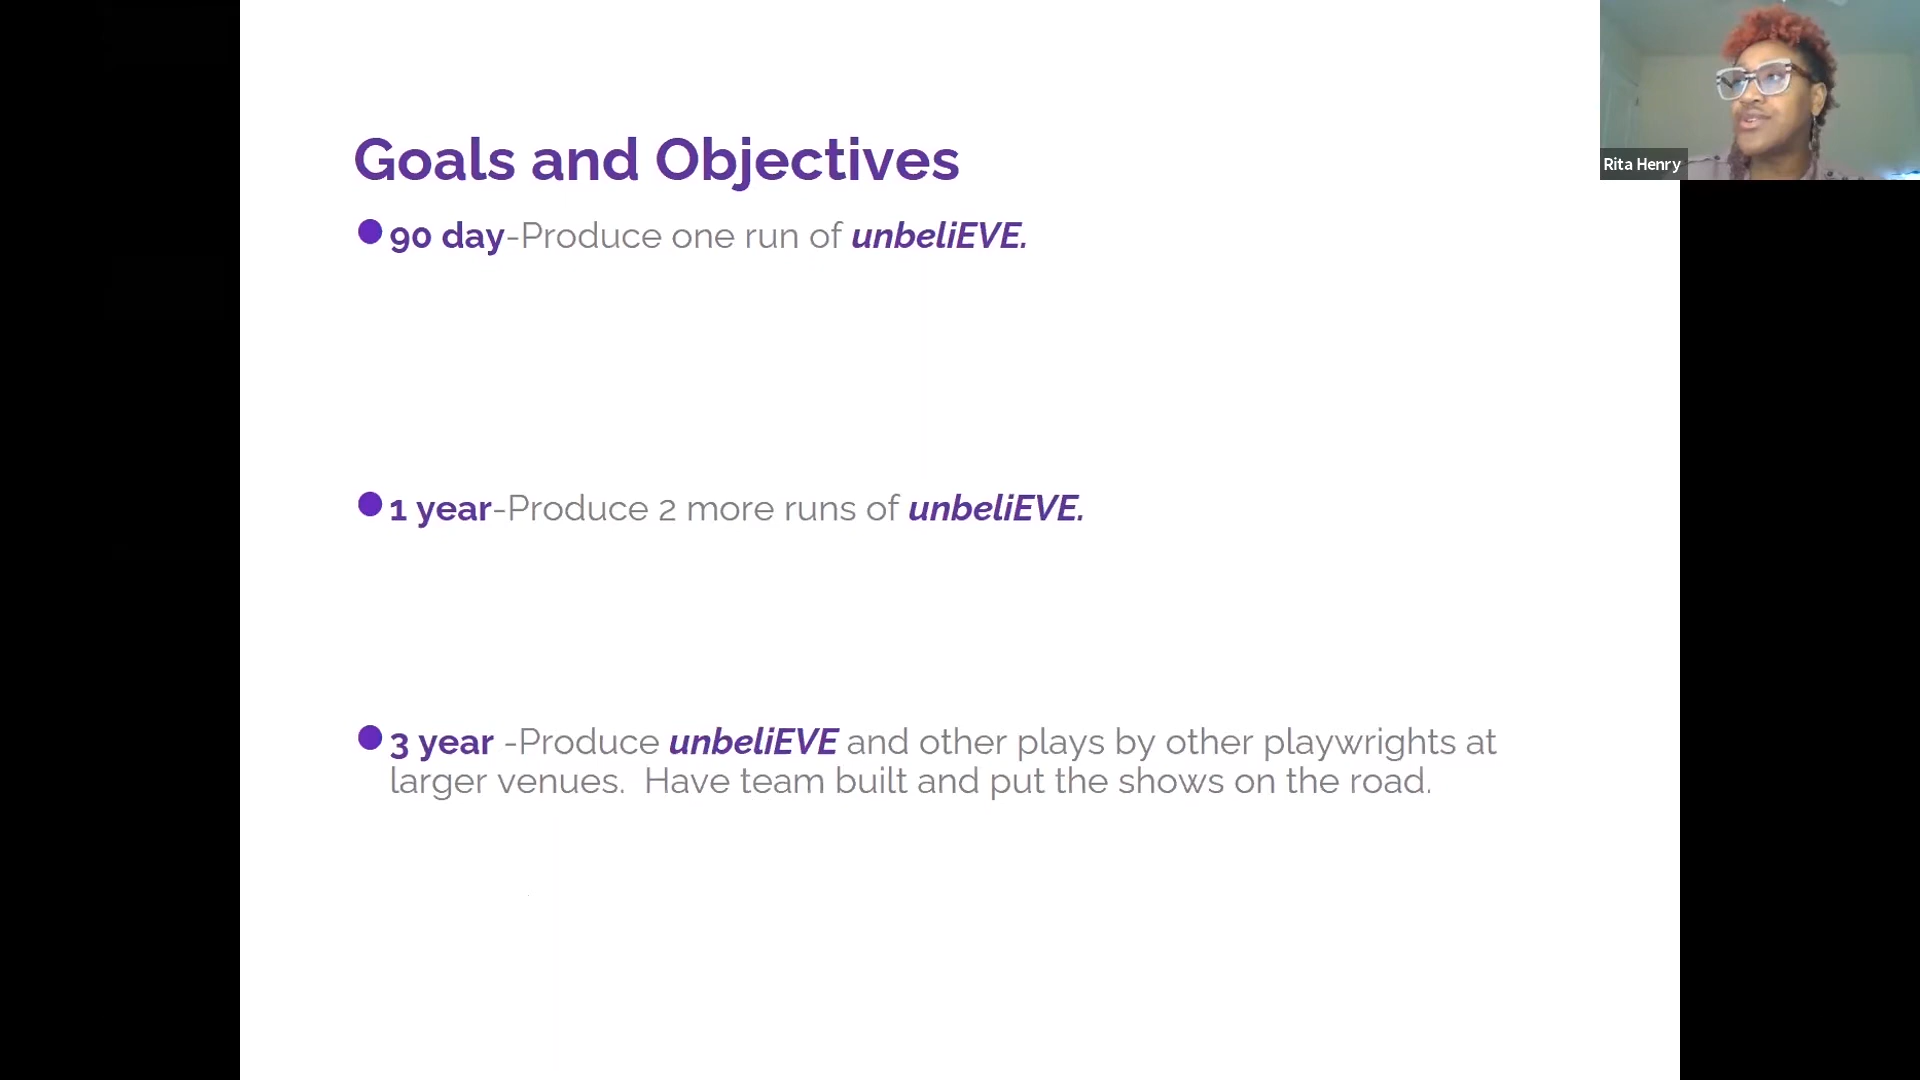 Goals and Objectives
90 day-Produce one run of unbeliEVE.
1 year-Produce 2 more runs of unbeliEVE.
3 year -Produce unbeliEVE and other plays by other playwrights at
larger venues.  Have team built and put the shows on the road.
Rita Henry